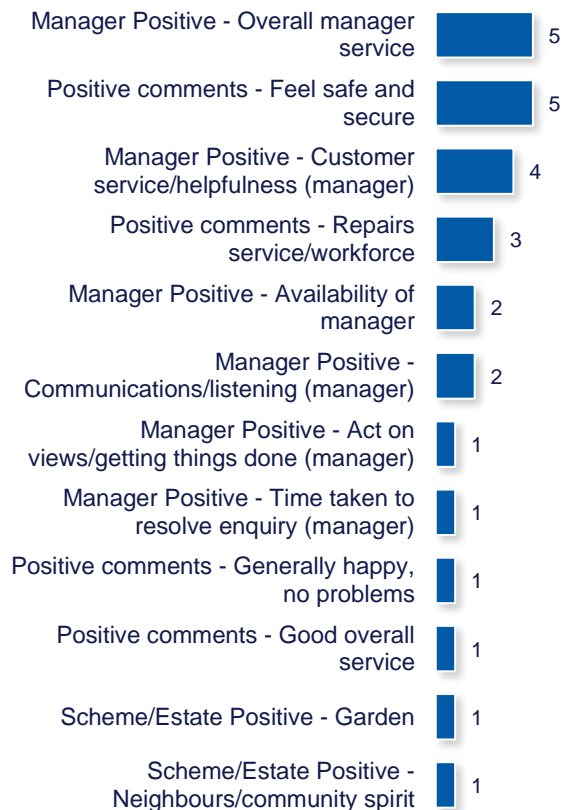 Manager Positive - Overall manager
service
5
Positive comments - Feel safe and
secure
5
Manager Positive - Customer
service/helpfulness (manager)
4
Positive comments - Repairs
service/workforce
3
Manager Positive - Availability of
manager
2
Manager Positive -
Communications/listening (manager)
2
Manager Positive - Act on
views/getting things done (manager)
1
Manager Positive - Time taken to
resolve enquiry (manager)
1
Positive comments - Generally happy,
no problems
1
Positive comments - Good overall
service
1
Scheme/Estate Positive - Garden
1
Scheme/Estate Positive -
Neighbours/community spirit
1